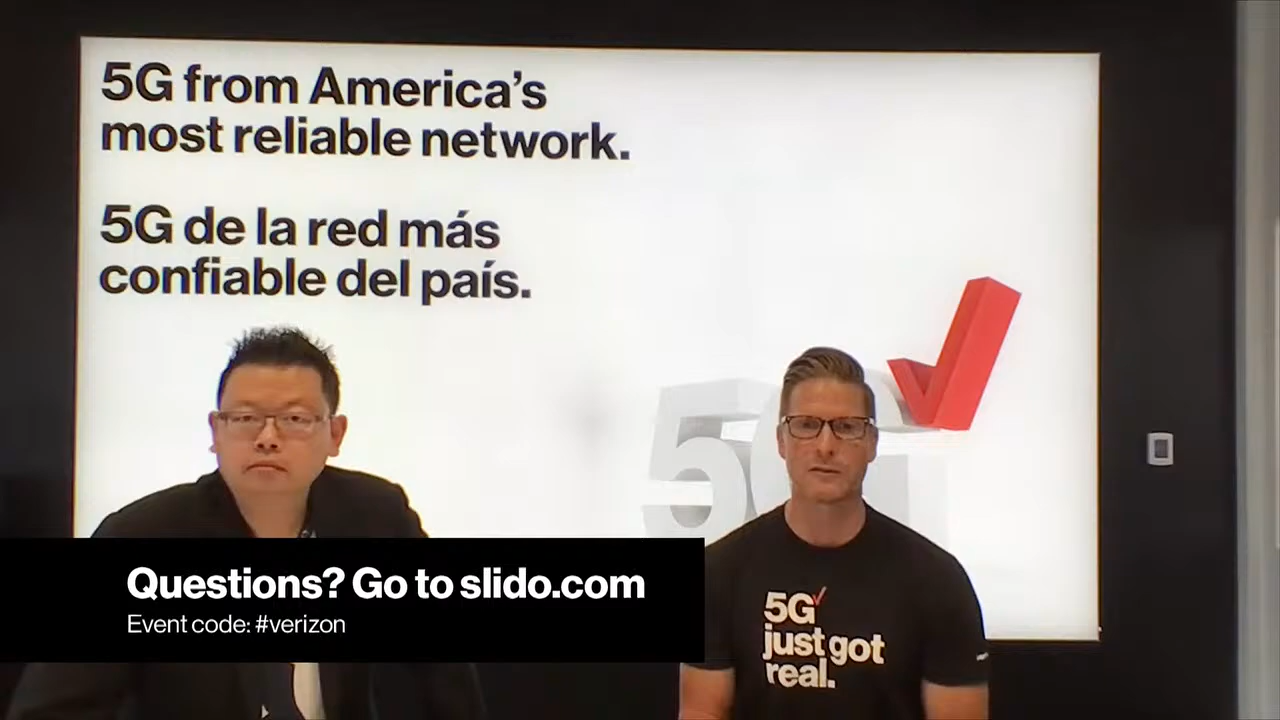 5G from America’s
most reliable network.
5G de la red más
confiable del país.
5G
Questions? Go to slido.com
Event code: #verizon
5G
just got
real.